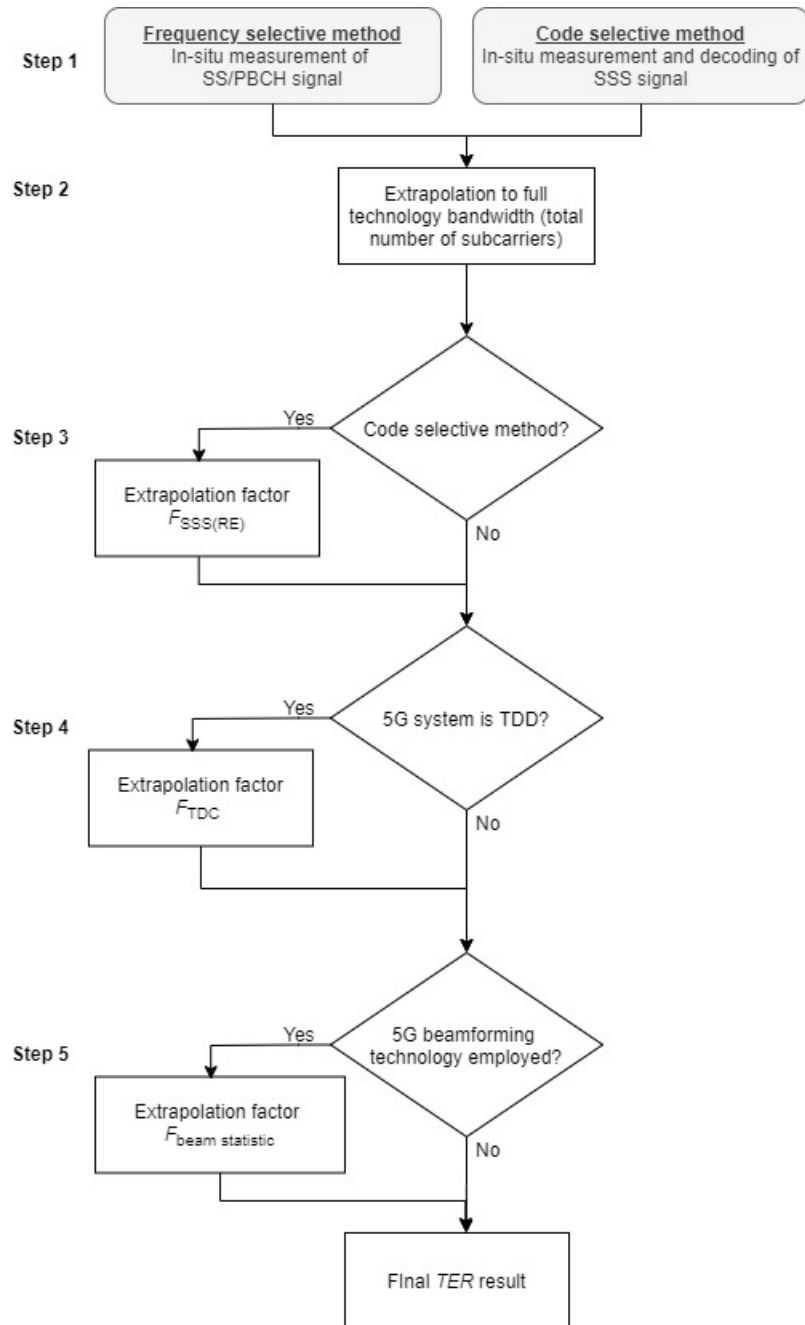 Step 1
Frequency selective method
In-situ measurement of
SS/PBCH signal
Code selective method
In-situ measurement and decoding of
SSS signal
Step 2
Extrapolation to full
technology bandwidth (total
number of subcarriers)
Step 3
Yes
Code selective method?
Extrapolation factor
F_SSS(RE)
No
Step 4
Yes
5G system is TDD?
Extrapolation factor
F_TDC
No
Step 5
Yes
5G beamforming
technology employed?
Extrapolation factor
F_beam statistic
No
FInal TER result